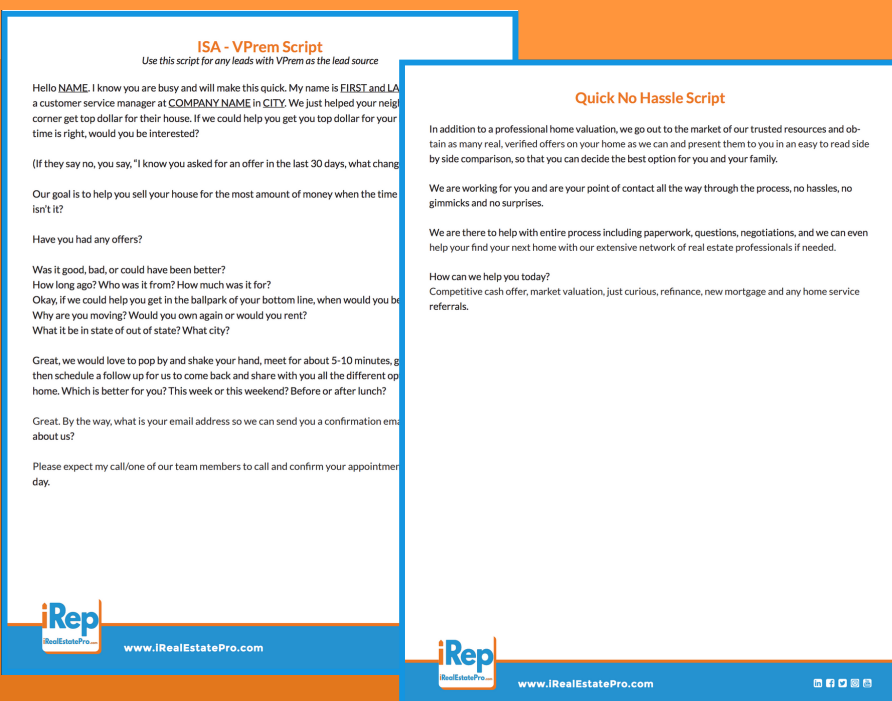 ISA - VPrem Script
Use this script for any leads with VPrem as the lead source
Hello NAME. I know you are busy and will make this quick. My name is FIRST and
a customer service manager at COMPANY NAME in CITY. We just helped your
corner get top dollar for their house. If we could help you get you top dollar for your
time is right, would you be interested?
(If they say no, you say, "I know you asked for an offer in the last 30 days, what
Our goal is to help you sell your house for the most amount of money when the time
isn't it?
Have you had any offers?
Was it good, bad, or could have been better?
How long ago? Who was it from? How much was it for?
Okay, if we could help you get in the ballpark of your bottom line, when would you
Why are you moving? Would you own again or would you rent?
What it be in state of out of state? What city?
Great, we would love to pop by and shake your hand, meet for about 5-10 minutes,
then schedule a follow up for us to come back and share with you all the different
home. Which is better for you? This week or this weekend? Before or after lunch?
Great. By the way, what is your email address so we can send you a confirmation
about us?
Please expect my call/one of our team members to call and confirm your
day.
iRep
iRealEstatePro.com
www.iRealEstatePro.com
Quick No Hassle Script
In addition to a professional home valuation, we go out to the market of our trusted resources and ob-
tain as many real, verified offers on your home as we can and present them to you in an easy to read side
by side comparison, so that you can decide the best option for you and your family.
We are working for you and are your point of contact all the way through the process, no hassles, no
gimmicks and no surprises.
We are there to help with entire process including paperwork, questions, negotiations, and we can even
help your find your next home with our extensive network of real estate professionals if needed.
How can we help you today?
Competitive cash offer, market valuation, just curious, refinance, new mortgage and any home service
referrals.
iRep
iRealEstatePro.com
www.iRealEstatePro.com